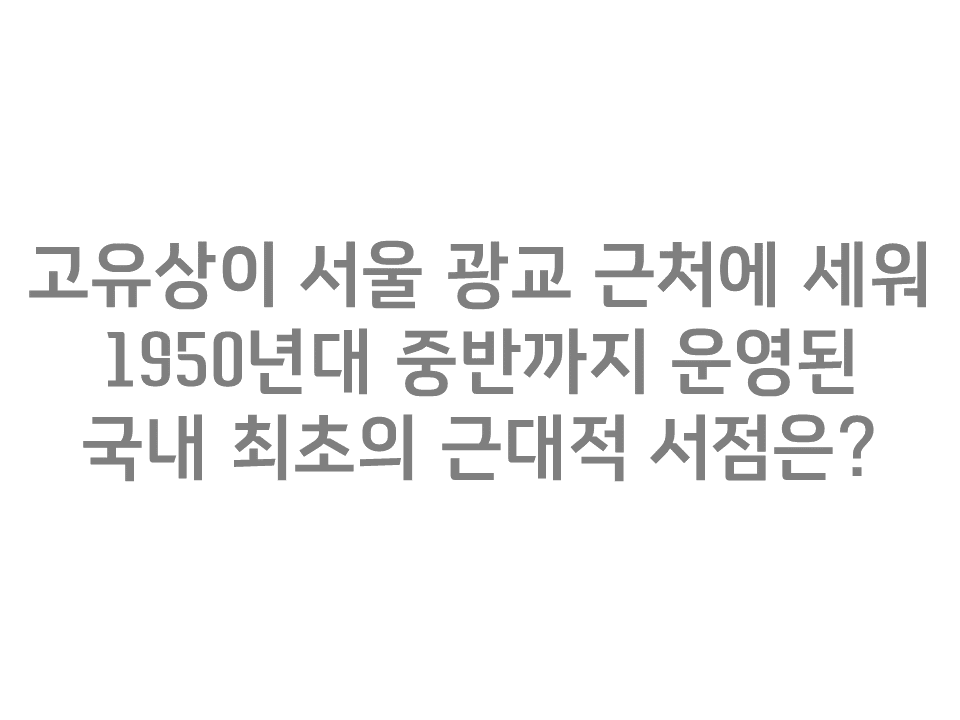 고유상이 서울 광교 근처에 세워
1950년대 중반까지 운영된
국내 최초의 근대적 서점은?